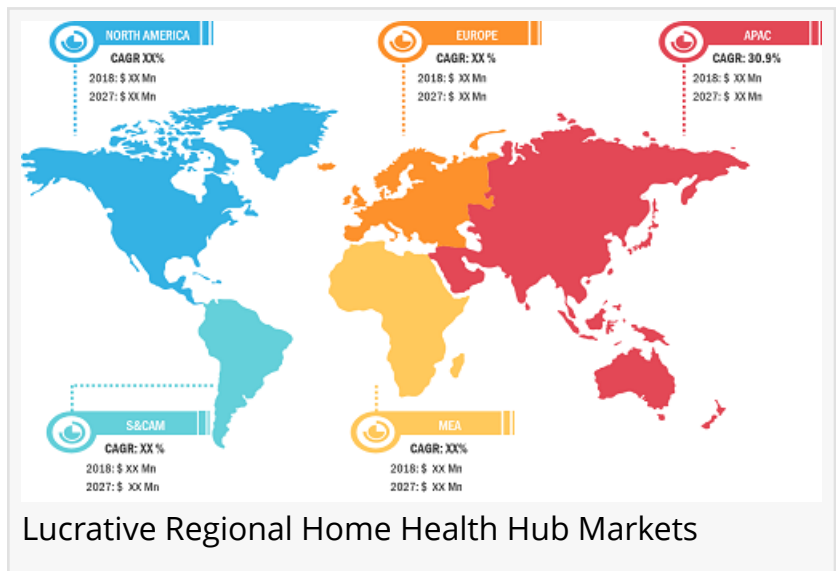 NORTH AMERICA
CAGR XX%
2018: $ XX Mn
2027: $ XX Mn
EUROPE
CAGR: XX %
2018: $ XX Mn
2027: $ XX Mn
APAC
CAGR: 30.9%
2018: $ XX Mn
2027: $ XX Mn
S&CAM
CAGR: XX %
2018: $ XX Mn
2027: $ XX Mn
MEA
CAGR: XX%
2018: $ XX Mn
2027: $ XX Mn
Lucrative Regional Home Health Hub Markets